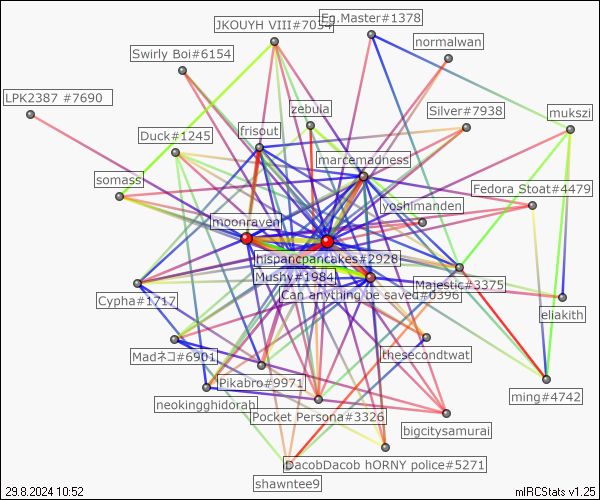 JKOUYH VIII#7034
Eg.Master#1378
normalwan
Swirly Boi#6154
LPK2387 #7690
zebula
Silver#7938
mukszi
Duck#1245
frisout
marcemadness
somass
Fedora Stoat#4479
yoshimanden
moonraven
hispancpancakes#2928
Mushy#1984
Majestic#3375
Cypha#1717
Can anything be saved#0396
eliakith
Madネコ#6901
thesecondtwat
Pikabro#9971
ming#4742
neokingghidorah
Pocket Persona#3326
bigcitysamurai
DacobDacob hORNY police#5271
shawntee9
29.8.2024 10:52
mIRCStats v1.25